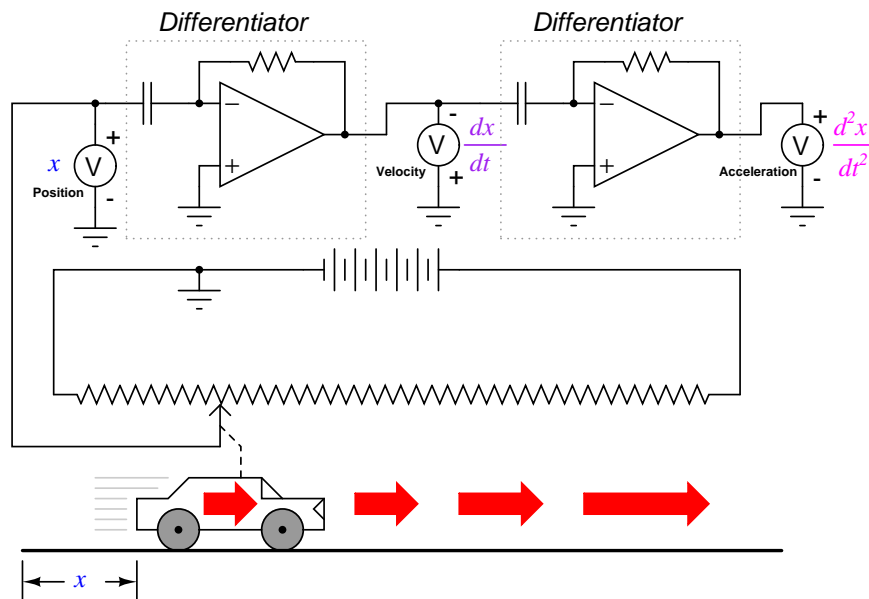 Differentiator
Differentiator
+
V
-
x
Position
−
+
-
V
+
dx
dt
Velocity
−
+
+
V
-
d²x
dt²
Acceleration
x